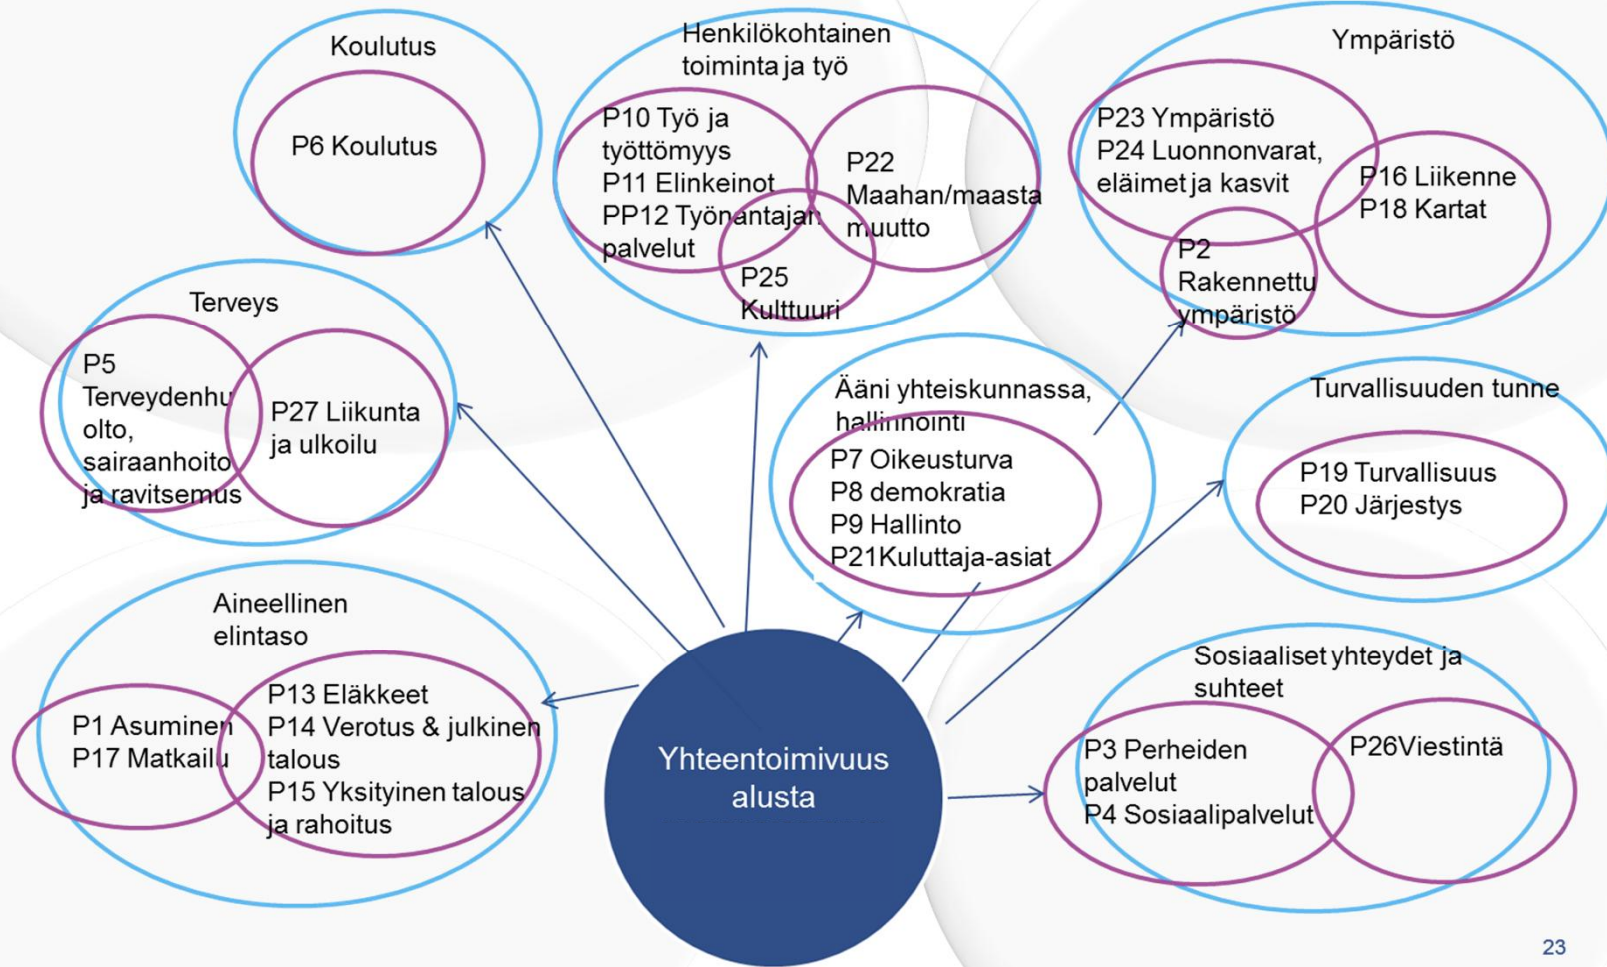 Koulutus
P6 Koulutus
Henkilökohtainen
toiminta ja työ
P10 Työ ja
työttömyys
P11 Elinkeinot
PP12 Työnantajan
palvelut
P22
Maahan/maasta
muutto
P25
Kulttuuri
Ympäristö
P23 Ympäristö
P24 Luonnonvarat,
eläimet ja kasvit
P16 Liikenne
P18 Kartat
P2
Rakennettu
ympäristö
Terveys
P5
Terveydenhu
olto,
sairaanhoito
ja ravitsemus
P27 Liikunta
ja ulkoilu
Ääni yhteiskunnassa,
hallinnointi
P7 Oikeusturva
P8 demokratia
P9 Hallinto
P21Kuluttaja-asiat
Turvallisuuden tunne
P19 Turvallisuus
P20 Järjestys
Aineellinen
elintaso
P1 Asuminen
P17 Matkailu
P13 Eläkkeet
P14 Verotus & julkinen
talous
P15 Yksityinen talous
ja rahoitus
Yhteentoimivuus
alusta
Sosiaaliset yhteydet ja
suhteet
P3 Perheiden
palvelut
P4 Sosiaalipalvelut
P26Viestintä
23